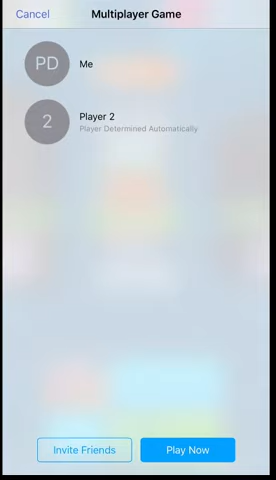 Cancel
Multiplayer Game
PD
Me
2
Player 2
Player Determined Automatically
Invite Friends
Play Now